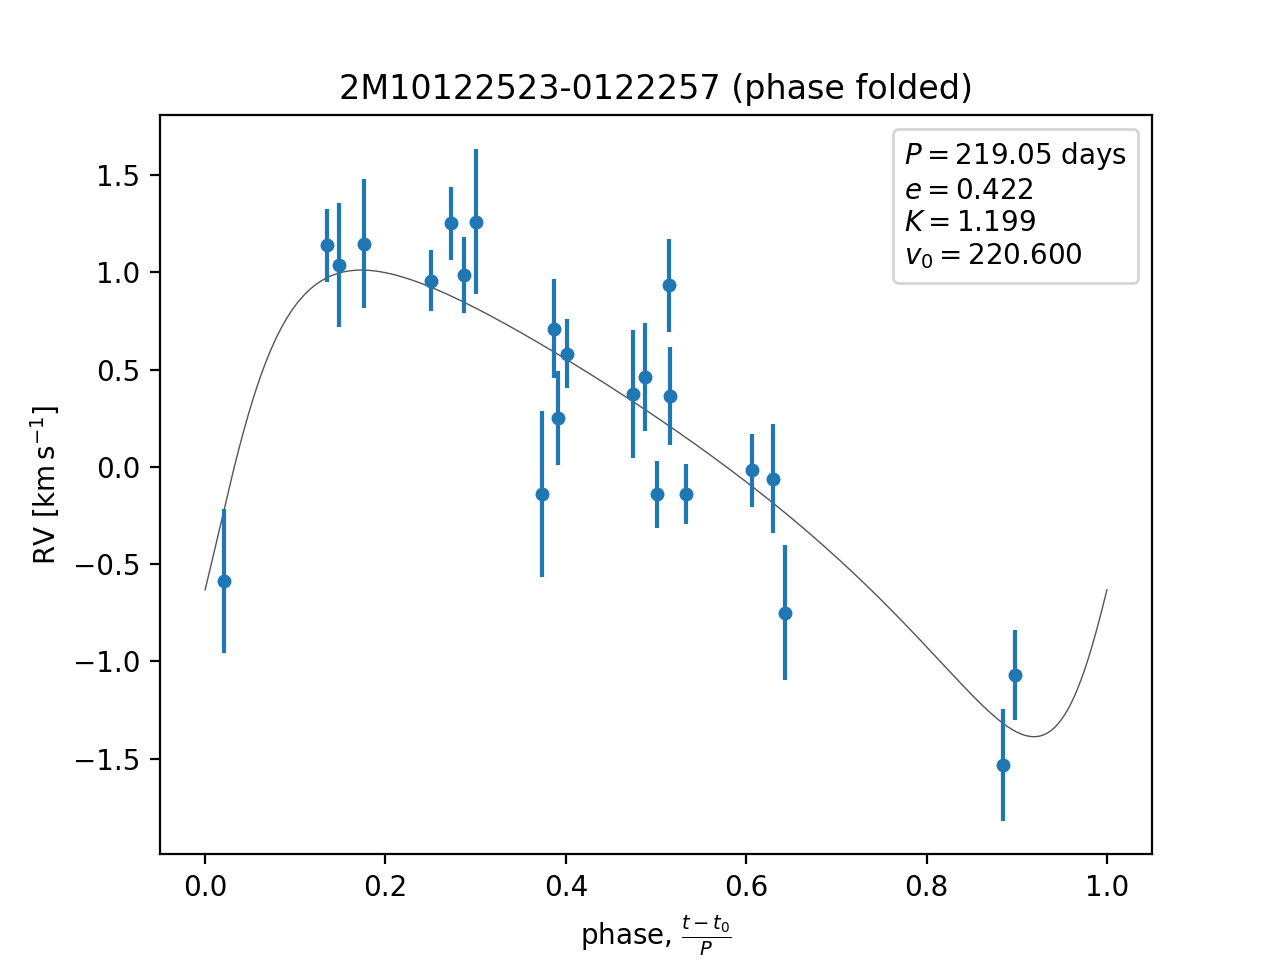 2M10122523-0122257 (phase folded)
P = 219.05 days
e = 0.422
K = 1.199
v₀ = 220.600
1.5
1.0
0.5
0.0
−0.5
−1.0
−1.5
RV [km s⁻¹]
0.0 0.2 0.4 0.6 0.8 1.0
phase, (t − t₀)/P